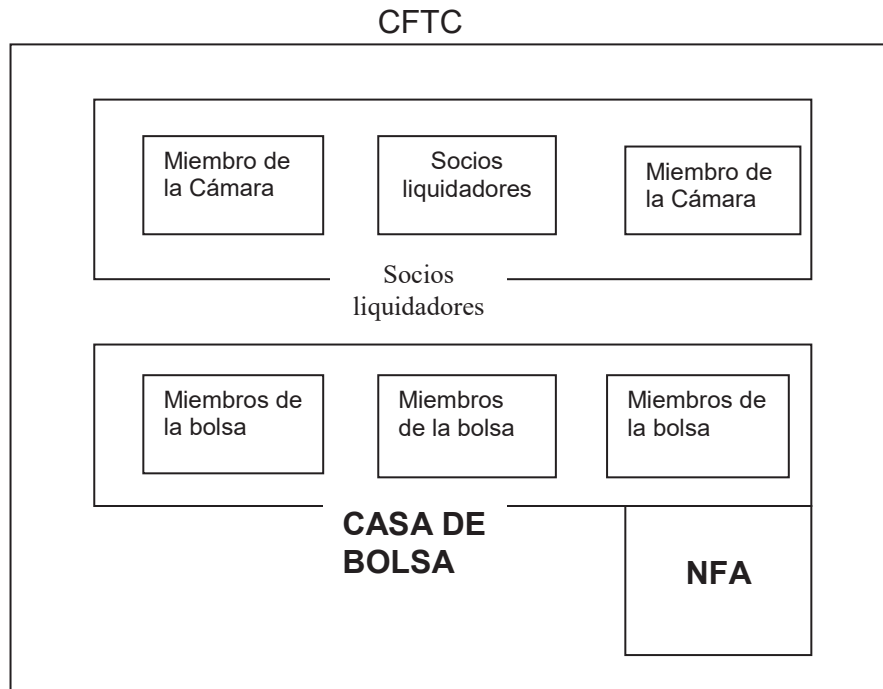 CFTC
Miembro de
la Cámara
Socios
liquidadores
Miembro de
la Cámara
Socios
liquidadores
Miembros de
la bolsa
Miembros
de la bolsa
Miembros de
la bolsa
CASA DE
BOLSA
NFA